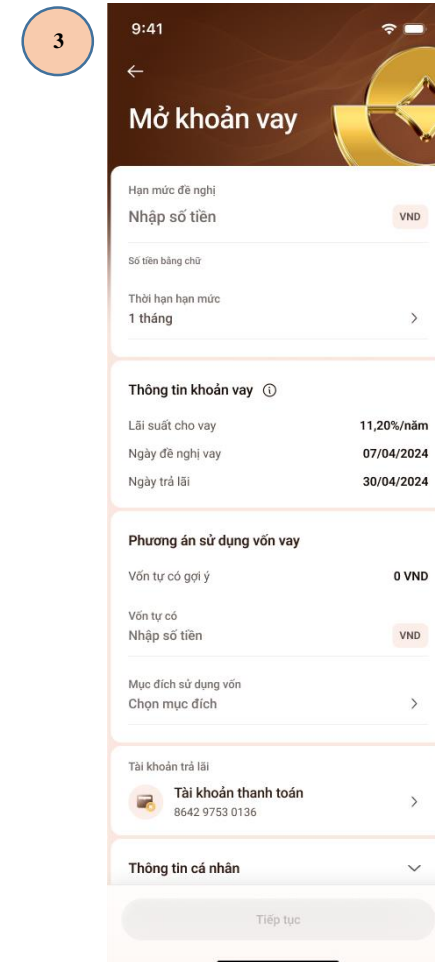 3
9:41
Mở khoản vay
Hạn mức đề nghị
Nhập số tiền VND
Số tiền bằng chữ
Thời hạn hạn mức
1 tháng
Thông tin khoản vay
Lãi suất cho vay 11,20%/năm
Ngày đề nghị vay 07/04/2024
Ngày trả lãi 30/04/2024
Phương án sử dụng vốn vay
Vốn tự có gợi ý 0 VND
Vốn tự có
Nhập số tiền VND
Mục đích sử dụng vốn
Chọn mục đích
Tài khoản trả lãi
Tài khoản thanh toán
8642 9753 0136
Thông tin cá nhân
Tiếp tục